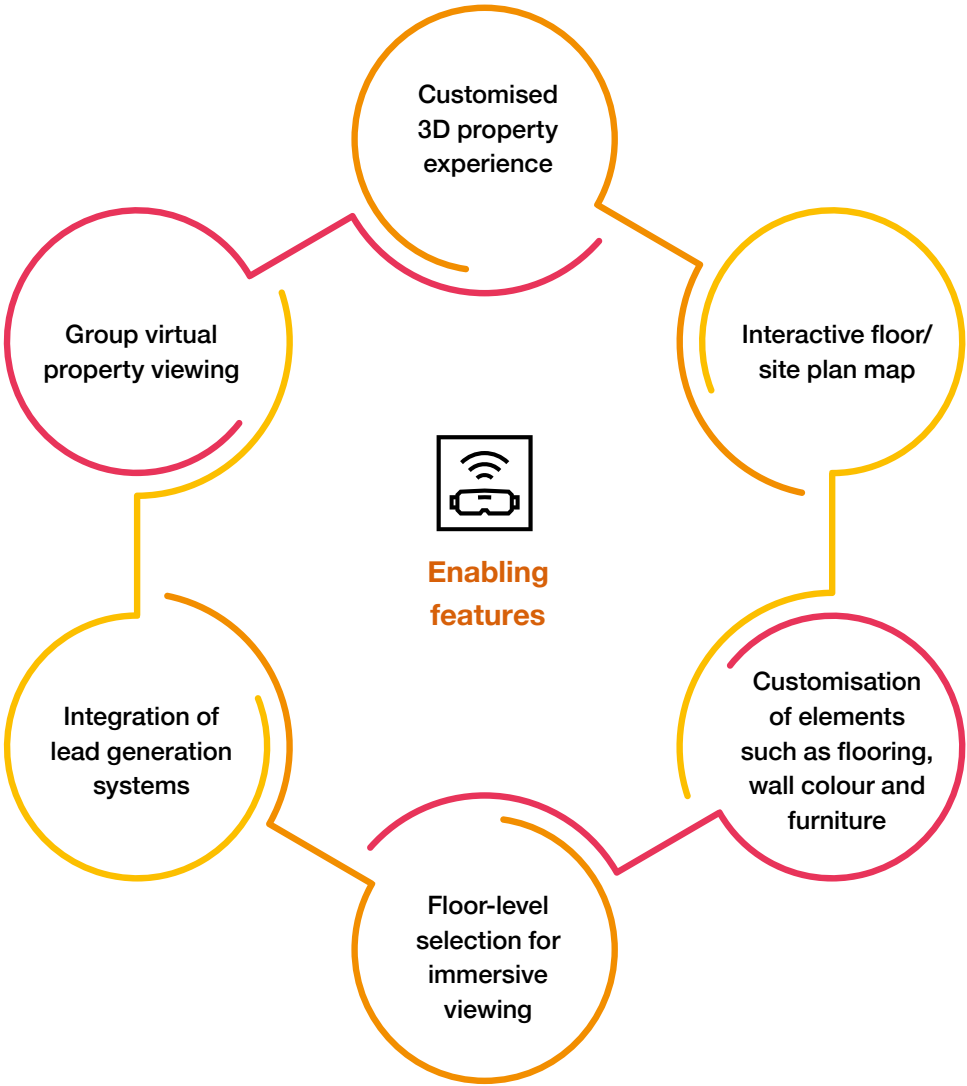 Customised
3D property
experience
Group virtual
property viewing
Interactive floor/
site plan map
Enabling
features
Integration of
lead generation
systems
Customisation
of elements
such as flooring,
wall colour and
furniture
Floor-level
selection for
immersive
viewing